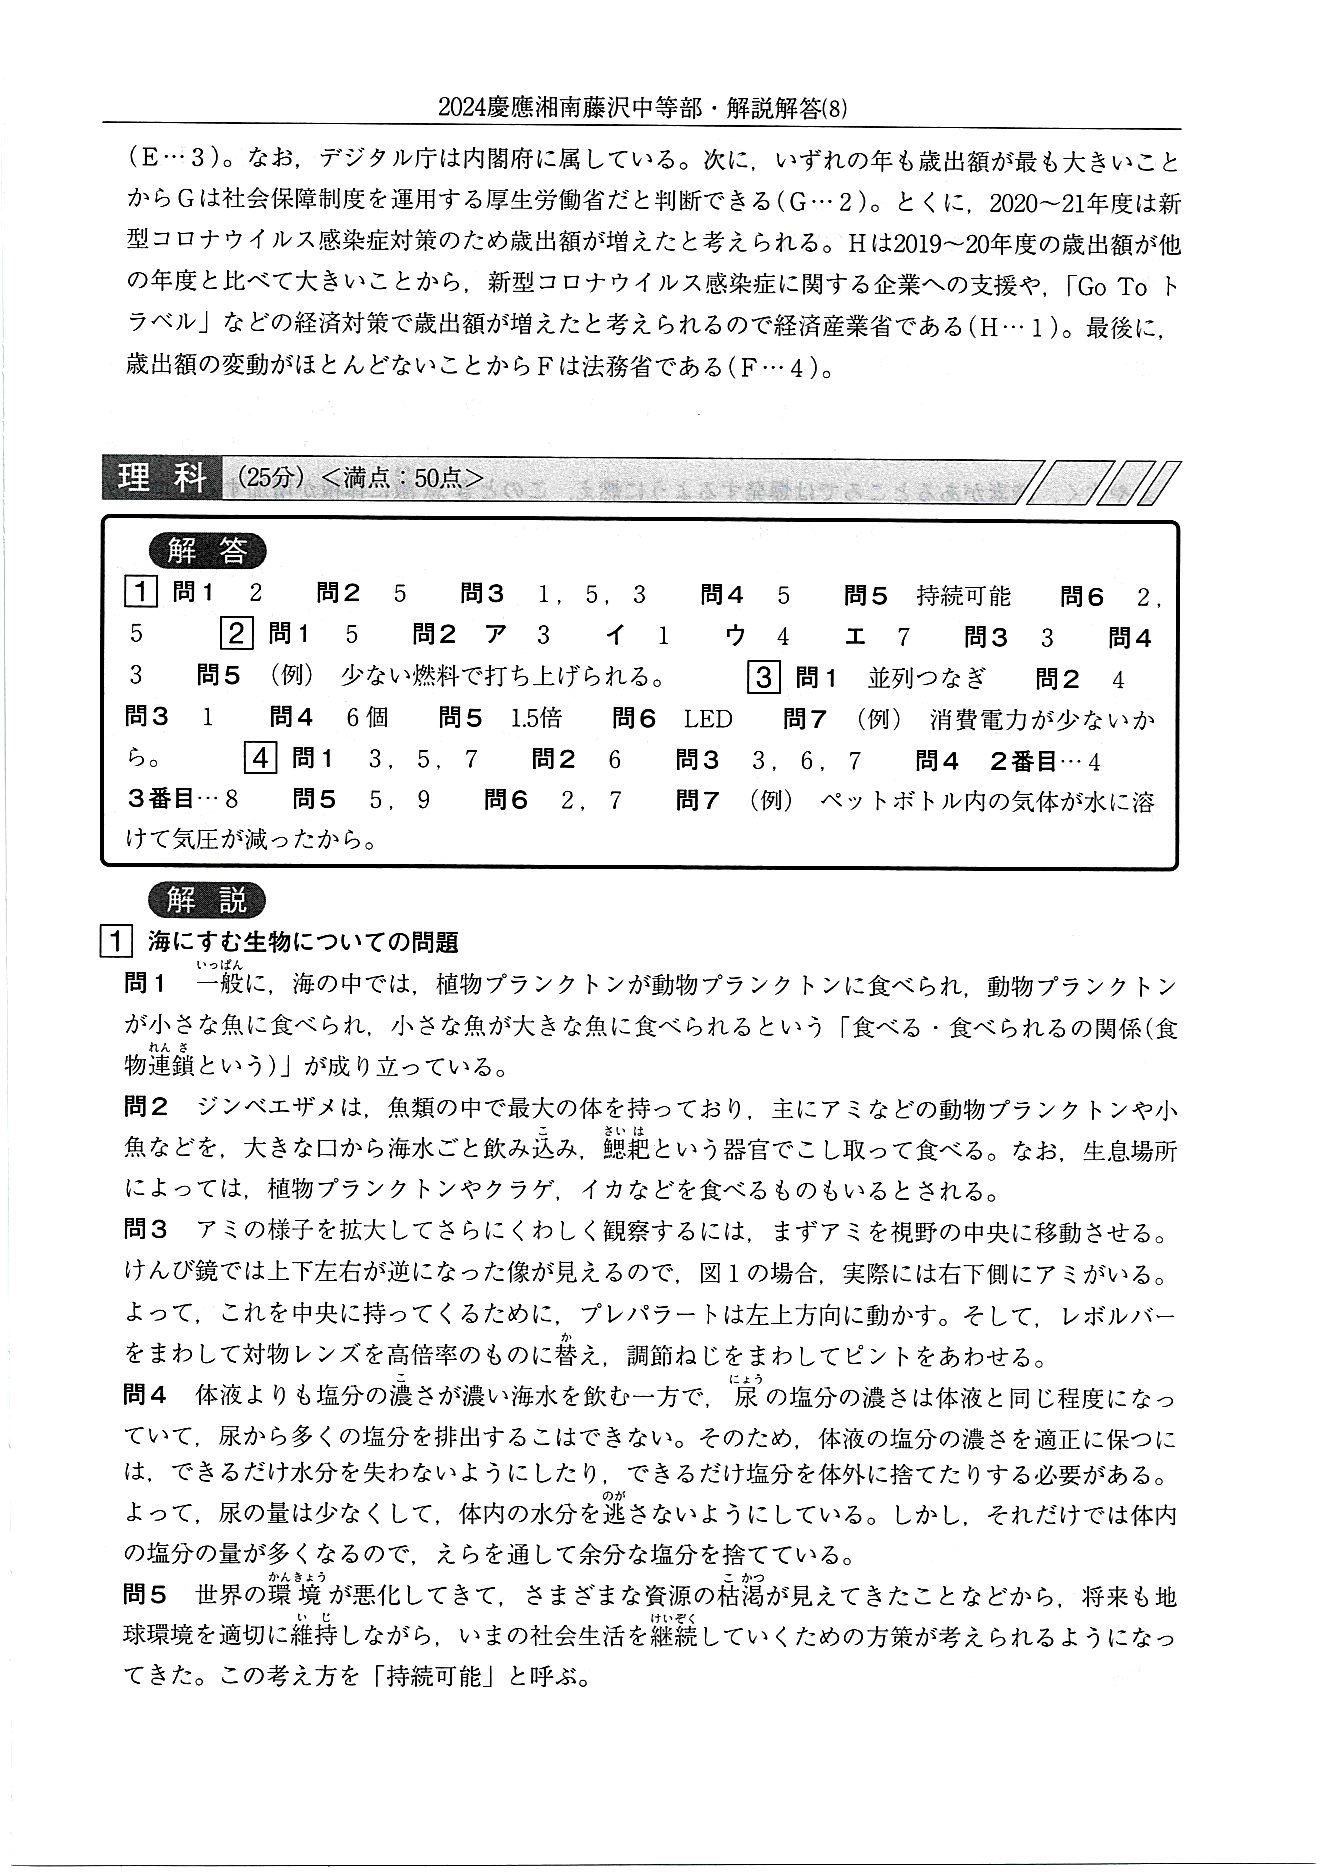 2024慶應湘南藤沢中等部・解説解答(8)
（E…3）。なお，デジタル庁は内閣府に属している。次に，いずれの年も歳出額が最も大きいこと
からGは社会保障制度を運用する厚生労働省だと判断できる（G…2）。とくに，2020〜21年度は新
型コロナウイルス感染症対策のため歳出額が増えたと考えられる。Hは2019〜20年度の歳出額が他
の年度と比べて大きいことから，新型コロナウイルス感染症に関する企業への支援や，「Go To ト
ラベル」などの経済対策で歳出額が増えたと考えられるので経済産業省である（H…1）。最後に，
歳出額の変動がほとんどないことからFは法務省である（F…4）。
理科 （25分）＜満点：50点＞
解答
1 問1 2 問2 5 問3 1，5，3 問4 5 問5 持続可能 問6 2，
5 2 問1 5 問2 ア 3 イ 1 ウ 4 エ 7 問3 3 問4
3 問5 （例） 少ない燃料で打ち上げられる。 3 問1 並列つなぎ 問2 4
問3 1 問4 6個 問5 1.5倍 問6 LED 問7 （例） 消費電力が少ないか
ら。 4 問1 3，5，7 問2 6 問3 3，6，7 問4 2番目…4
3番目…8 問5 5，9 問6 2，7 問7 （例） ペットボトル内の気体が水に溶
けて気圧が減ったから。
解説
1 海にすむ生物についての問題
いっぱん
問1 一般に，海の中では，植物プランクトンが動物プランクトンに食べられ，動物プランクトン
が小さな魚に食べられ，小さな魚が大きな魚に食べられるという「食べる・食べられるの関係（食
れんさ
物連鎖という）」が成り立っている。
問2 ジンベエザメは，魚類の中で最大の体を持っており，主にアミなどの動物プランクトンや小
こ さいは
魚などを，大きな口から海水ごと飲み込み，鰓耙という器官でこし取って食べる。なお，生息場所
によっては，植物プランクトンやクラゲ，イカなどを食べるものもいるとされる。
問3 アミの様子を拡大してさらにくわしく観察するには，まずアミを視野の中央に移動させる。
けんび鏡では上下左右が逆になった像が見えるので，図1の場合，実際には右下側にアミがいる。
よって，これを中央に持ってくるために，プレパラートは左上方向に動かす。そして，レボルバー
か
をまわして対物レンズを高倍率のものに替え，調節ねじをまわしてピントをあわせる。
こ にょう
問4 体液よりも塩分の濃さが濃い海水を飲む一方で，尿の塩分の濃さは体液と同じ程度になっ
ていて，尿から多くの塩分を排出するこはできない。そのため，体液の塩分の濃さを適正に保つに
は，できるだけ水分を失わないようにしたり，できるだけ塩分を体外に捨てたりする必要がある。
のが
よって，尿の量は少なくして，体内の水分を逃さないようにしている。しかし，それだけでは体内
の塩分の量が多くなるので，えらを通して余分な塩分を捨てている。
かんきょう こかつ
問5 世界の環境が悪化してきて，さまざまな資源の枯渇が見えてきたことなどから，将来も地
いじ けいぞく
球環境を適切に維持しながら，いまの社会生活を継続していくための方策が考えられるようになっ
てきた。この考え方を「持続可能」と呼ぶ。